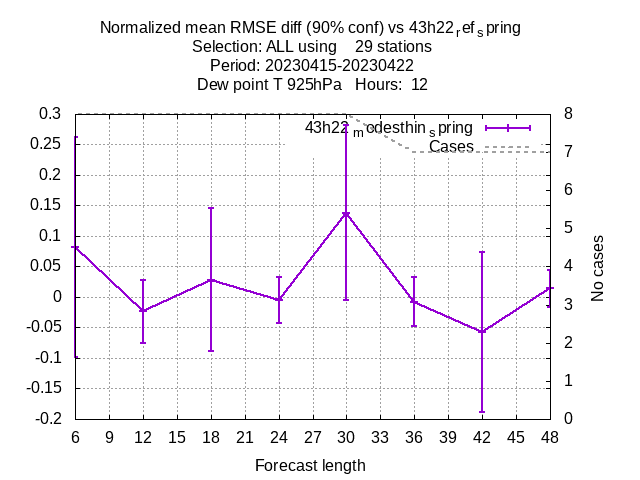 Normalized mean RMSE diff (90% conf) vs 43h22ref spring
Selection: ALL using 29 stations
Period: 20230415-20230422
Dew point T 925hPa Hours: 12
43h22modesthinspring
Cases
0.3
0.25
0.2
0.15
0.1
0.05
0
-0.05
-0.1
-0.15
-0.2
8
7
6
5
4
3
2
1
0
No cases
6 9 12 15 18 21 24 27 30 33 36 39 42 45 48
Forecast length